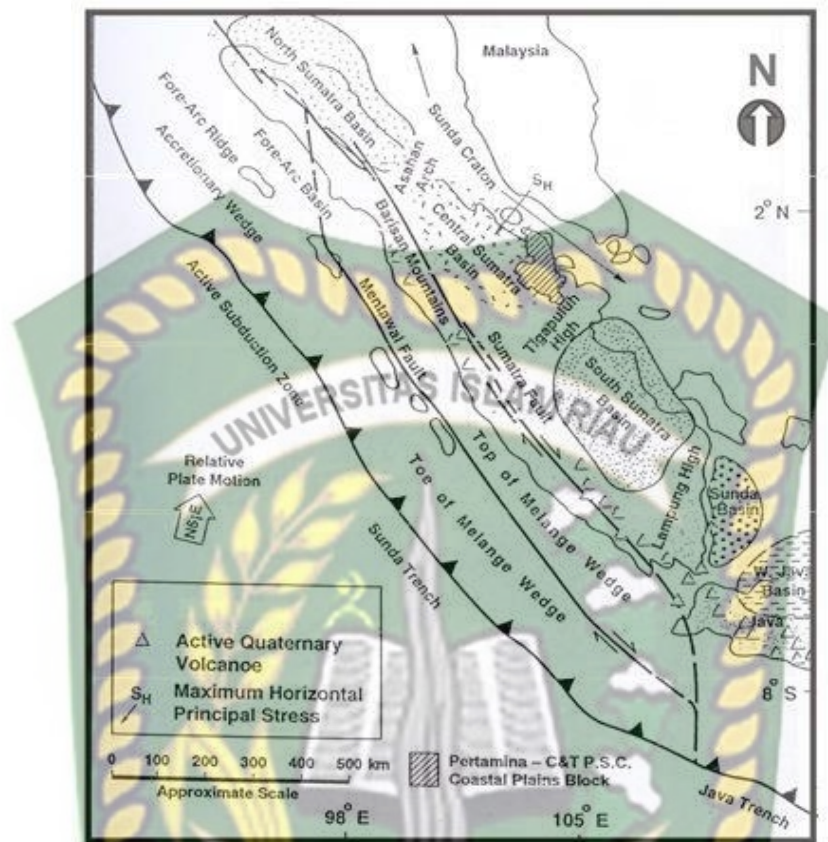 Malaysia
N
North Sumatra Basin
Fore-Arc Ridge
Accretionary Wedge
Fore-Arc Basin
Asahan Arch
Sunda Craton
S_H
2° N
Central Sumatra Basin
Barisan Mountains
Active Subduction Zone
Mentawai Fault
Sumatra Fault
Tigapuluh High
South Sumatra Basin
UNIVERSITAS ISLAM RIAU
Relative
Plate Motion
Toe of Melange Wedge
Top of Melange Wedge
Lampung High
Sunda
Basin
Sunda Trench
W. Java
Basin
Java
Active Quaternary
Volcanoe
S_H Maximum Horizontal
Principal Stress
8° S
0 100 200 300 400 500 km
Approximate Scale
Pertamina – C&T P.S.C.
Coastal Plains Block
Java Trench
98° E
105° E